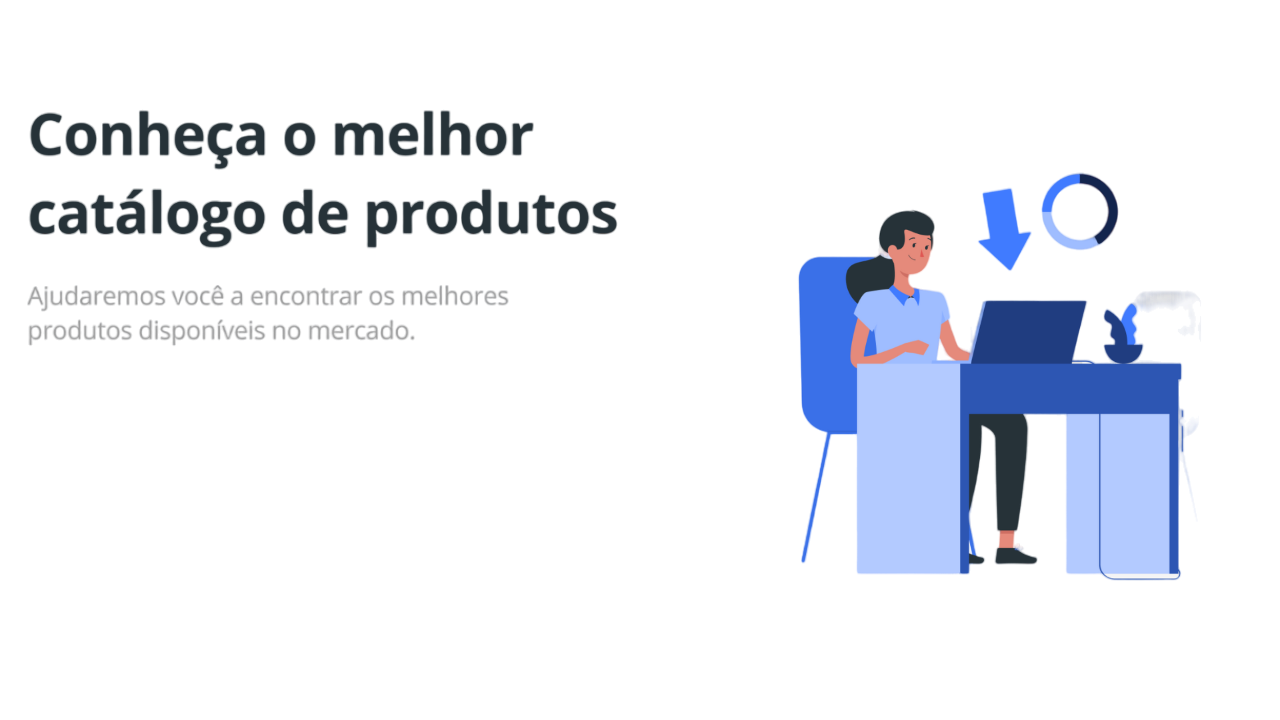 Conheça o melhor
catálogo de produtos
Ajudaremos você a encontrar os melhores
produtos disponíveis no mercado.